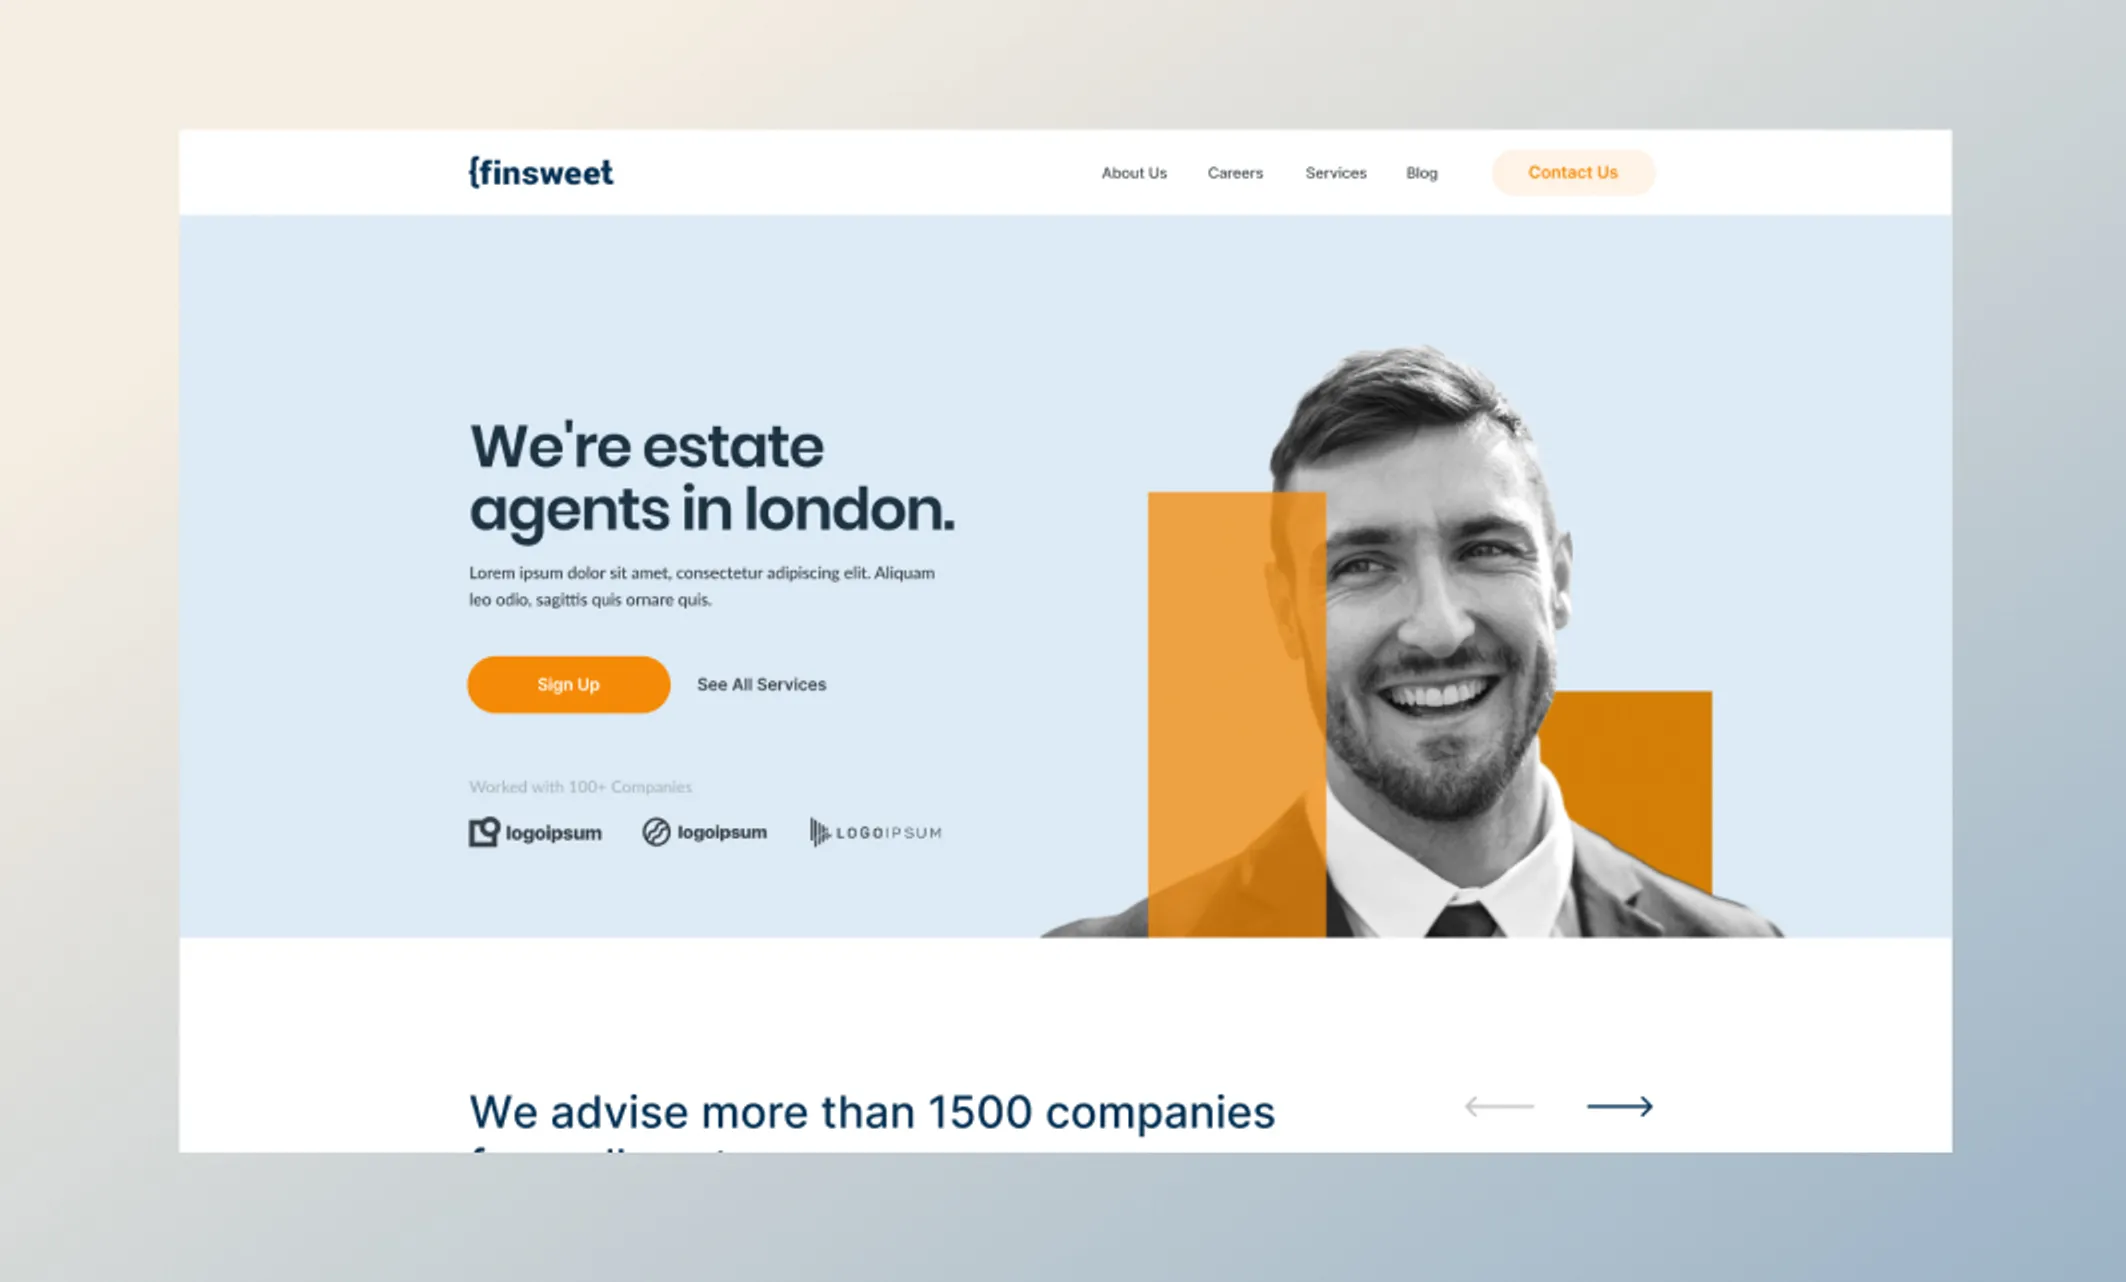 {finsweet
About Us Careers Services Blog Contact Us
We're estate
agents in london.
Lorem ipsum dolor sit amet, consectetur adipiscing elit. Aliquam
leo odio, sagittis quis ornare quis.
Sign Up See All Services
Worked with 100+ Companies
logoipsum logoipsum LOGOIPSUM
We advise more than 1500 companies